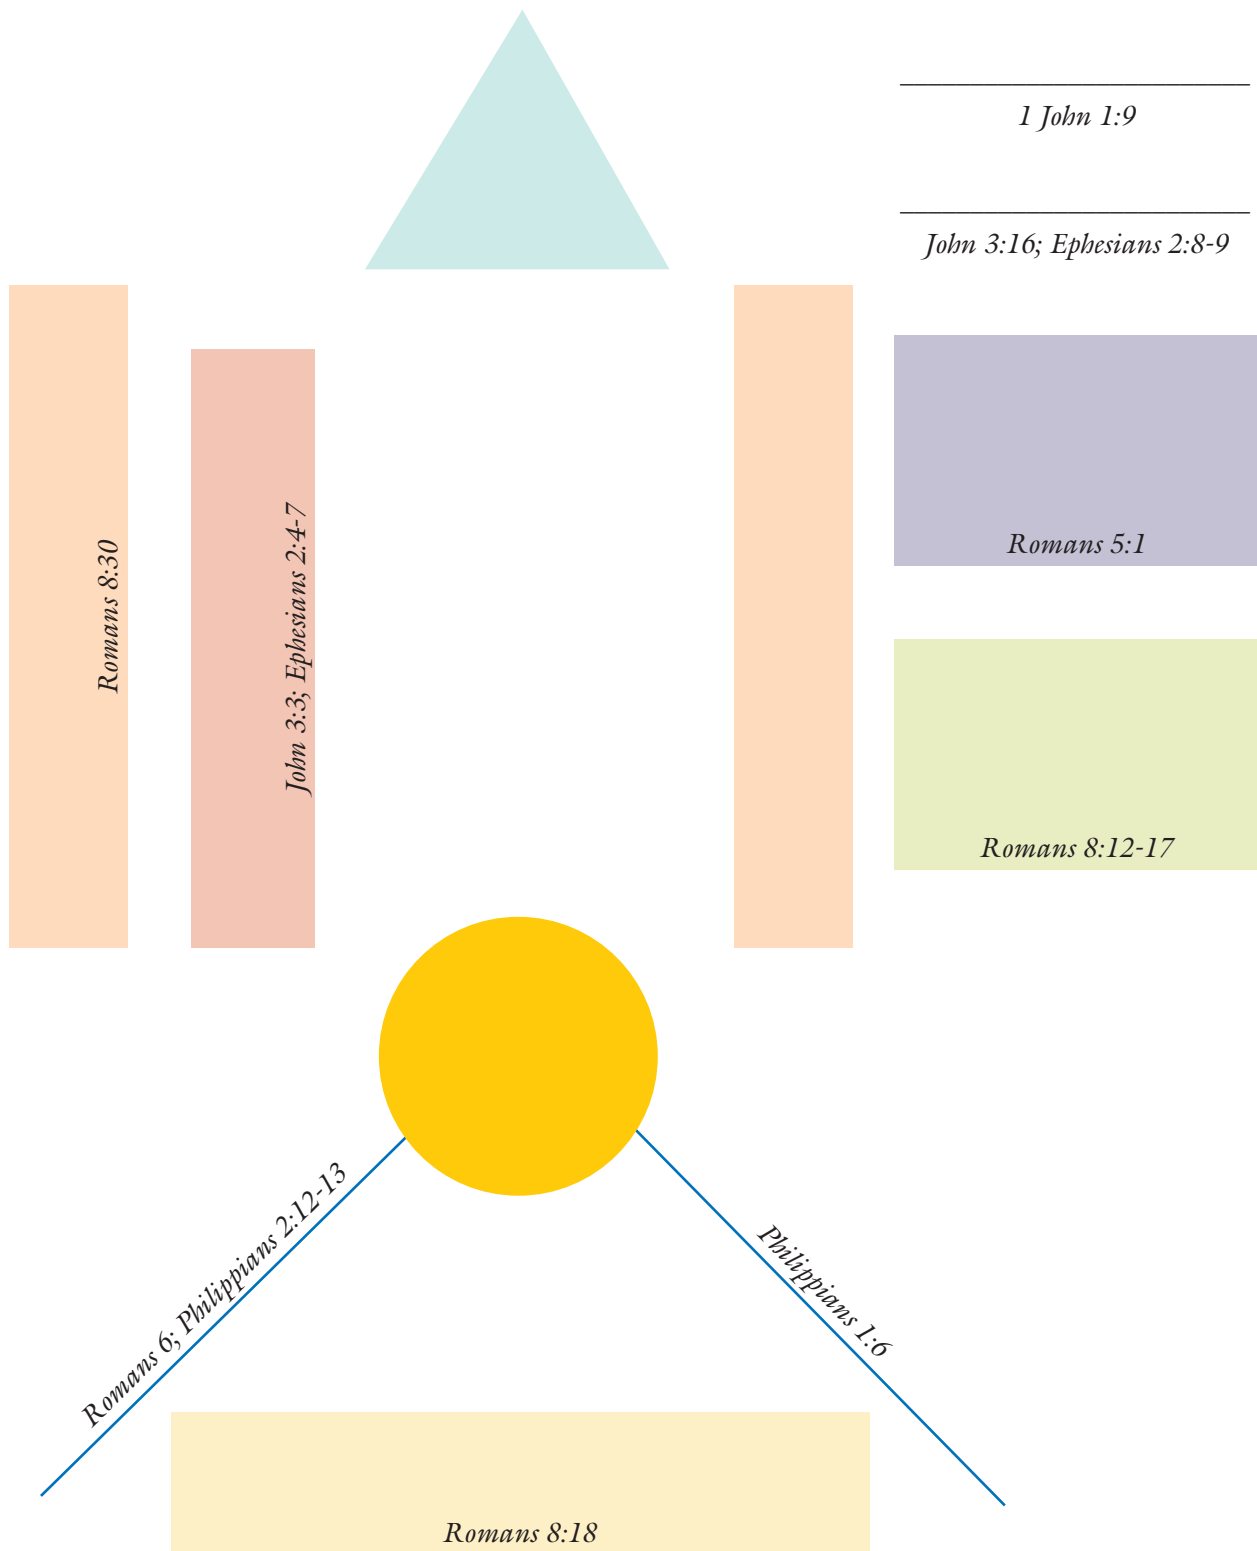 1 John 1:9
John 3:16; Ephesians 2:8-9
Romans 8:30
John 3:3; Ephesians 2:4-7
Romans 5:1
Romans 8:12-17
Romans 6; Philippians 2:12-13
Philippians 1:6
Romans 8:18